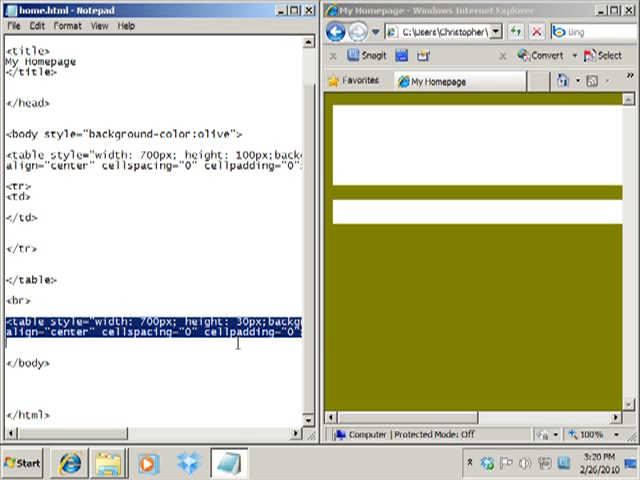 home.html - Notepad
File Edit Format View Help
<title>
My Homepage
</title>
</head>
<body style="background-color:olive">
<table style="width: 700px; height: 100px;backg
align="center" cellspacing="0" cellpadding="0"
<tr>
<td>
</td>
</tr>
</table>
<br>
<table style="width: 700px; height: 30px;backg
align="center" cellspacing="0" cellpadding="0"
</body>
</html>
My Homepage - Windows Internet Explorer
C:\Users\Christopher\
Bing
Snagit
Convert
Select
Favorites
My Homepage
Computer | Protected Mode: Off
100%
Start
3:20 PM
2/26/2010